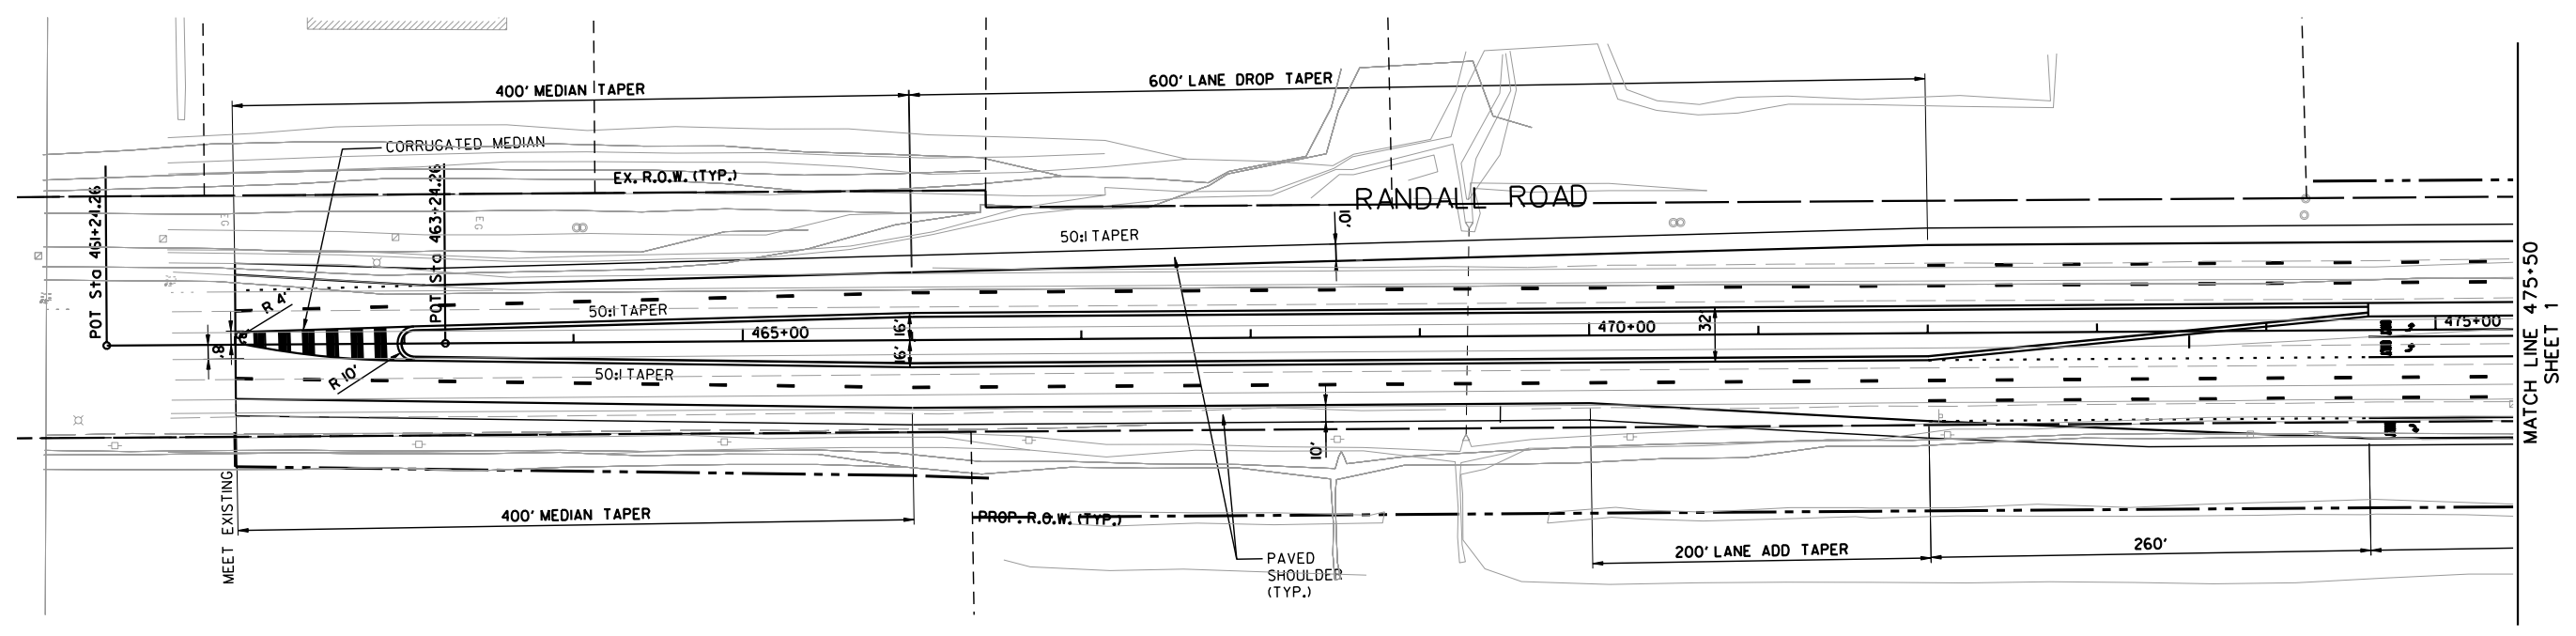 400' MEDIAN TAPER
600' LANE DROP TAPER
CORRUGATED MEDIAN
EX. R.O.W. (TYP.)
RANDALL ROAD
POT Sta 461+24.26
POT Sta 463+24.26
10'
50:1 TAPER
R 4'
50:1 TAPER
16'
465+00
470+00
32'
475+00
8'
16'
R 10'
50:1 TAPER
10'
MATCH LINE 475+50
SHEET 1
MEET EXISTING
400' MEDIAN TAPER
PROP. R.O.W. (TYP.)
PAVED
SHOULDER
(TYP.)
200' LANE ADD TAPER
260'